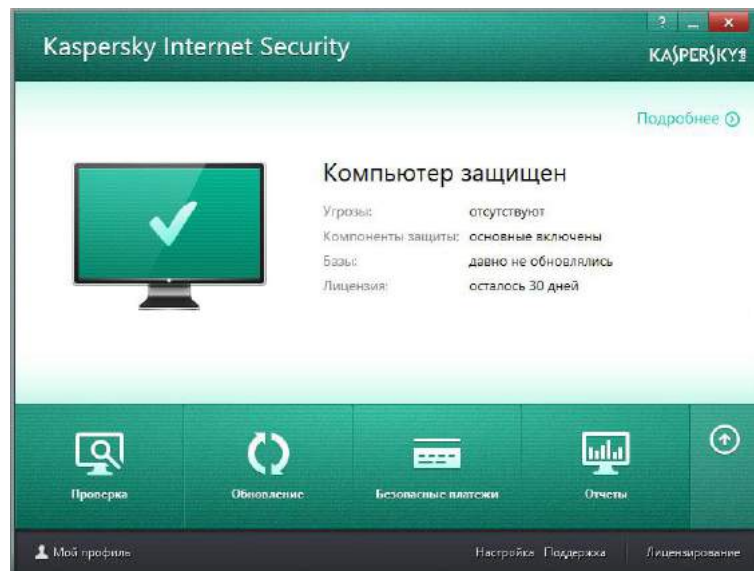 Kaspersky Internet Security
KASPERSKY
Подробнее
Компьютер защищен
Угрозы: отсутствуют
Компоненты защиты: основные включены
Базы: давно не обновлялись
Лицензия: осталось 30 дней
Проверка Обновление Безопасные платежи Отчеты
Мой профиль Настройка Поддержка Лицензирование